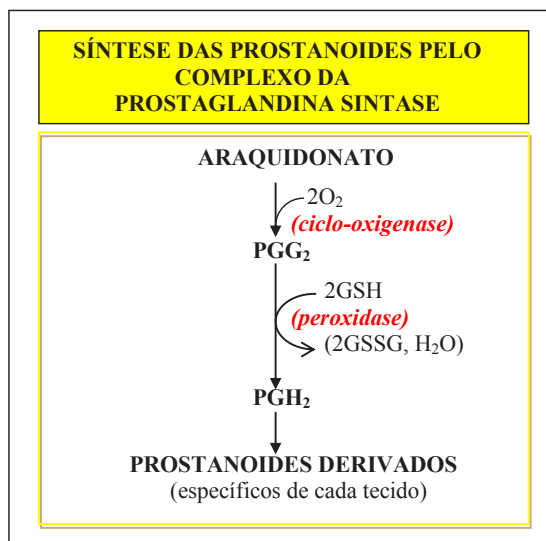 SÍNTESE DAS PROSTANOIDES PELO
COMPLEXO DA
PROSTAGLANDINA SINTASE
ARAQUIDONATO
2O₂
(ciclo-oxigenase)
PGG₂
2GSH
(peroxidase)
(2GSSG, H₂O)
PGH₂
PROSTANOIDES DERIVADOS
(específicos de cada tecido)